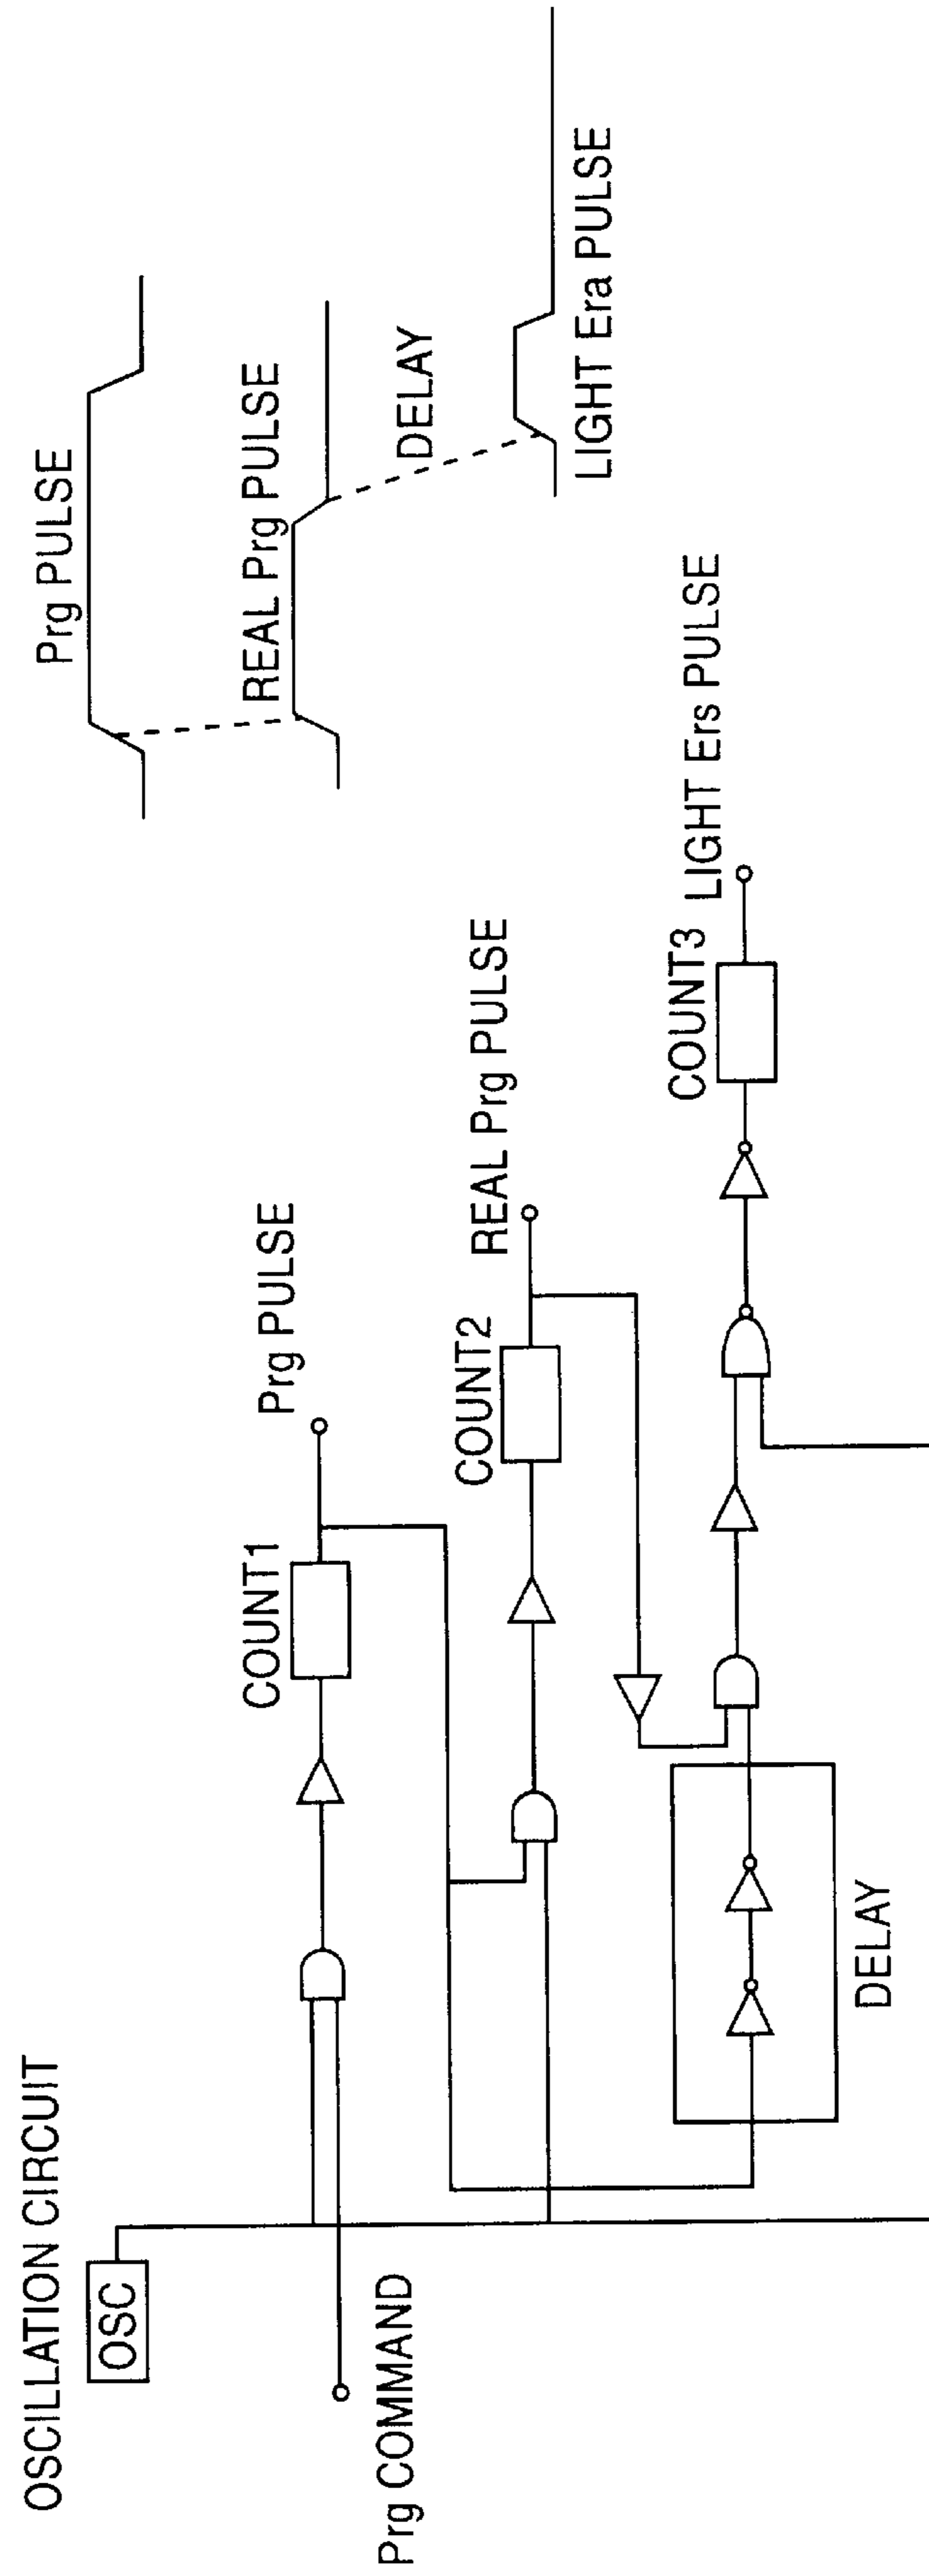 OSCILLATION CIRCUIT
OSC
Prg COMMAND
COUNT1
Prg PULSE
COUNT2
REAL Prg PULSE
DELAY
COUNT3
LIGHT Ers PULSE
Prg PULSE
REAL Prg PULSE
DELAY
LIGHT Era PULSE